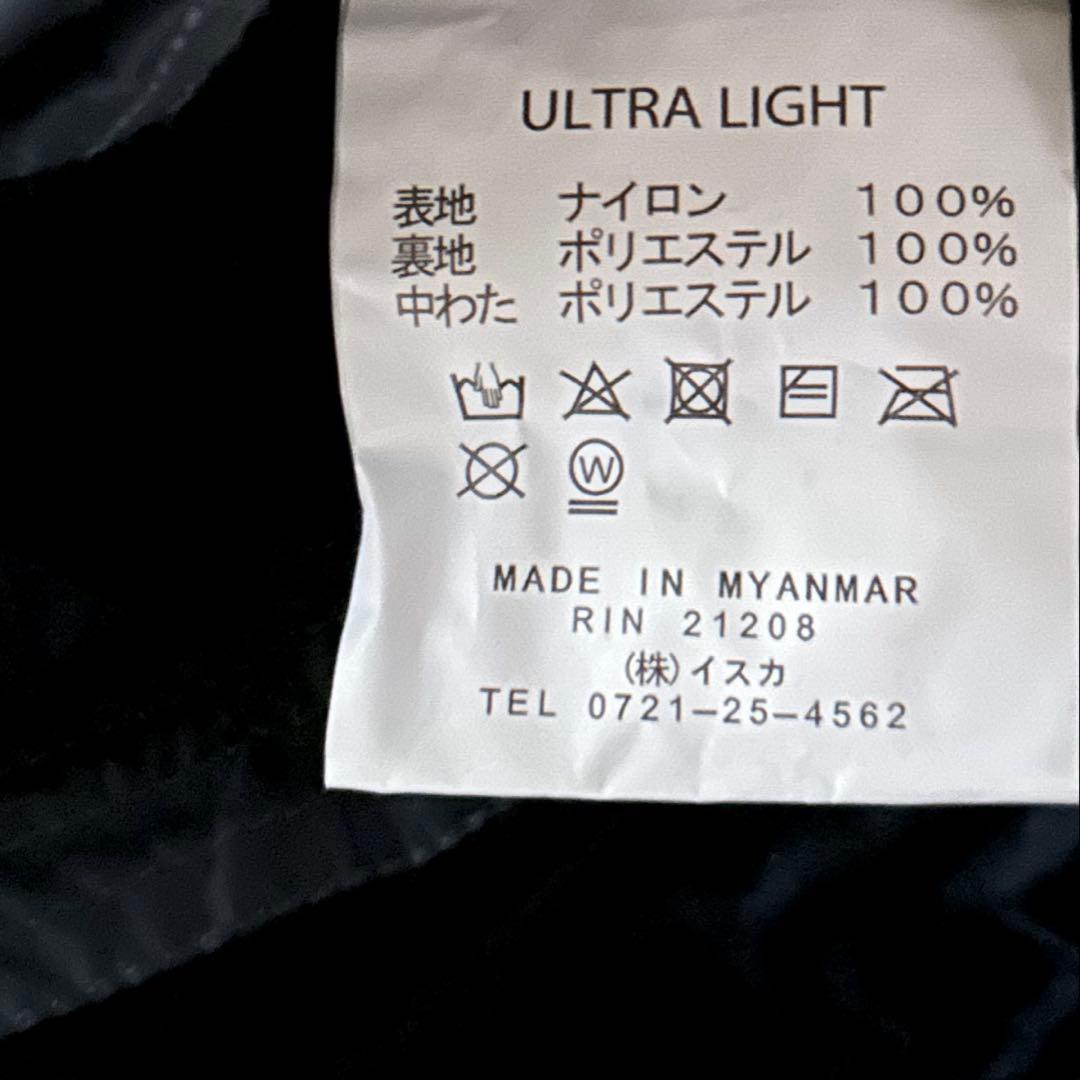 ULTRA LIGHT
表地 ナイロン 100%
裏地 ポリエステル 100%
中わた ポリエステル 100%
W
MADE IN MYANMAR
RIN 21208
(株)イスカ
TEL 0721-25-4562